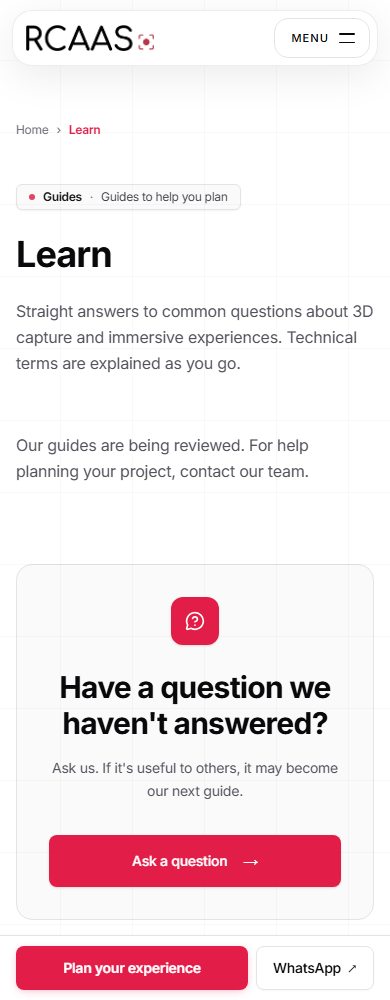 RCAAS
MENU
Home › Learn
Guides · Guides to help you plan
Learn
Straight answers to common questions about 3D
capture and immersive experiences. Technical
terms are explained as you go.
Our guides are being reviewed. For help
planning your project, contact our team.
Have a question we
haven't answered?
Ask us. If it's useful to others, it may become
our next guide.
Ask a question →
Plan your experience
WhatsApp ↗